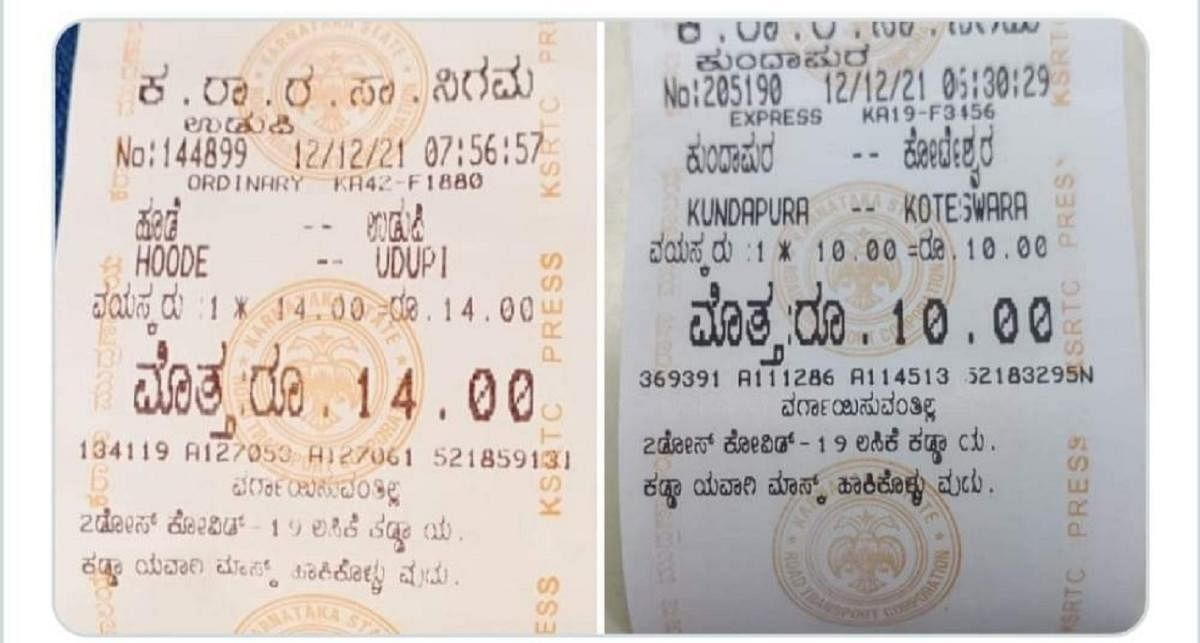 ಕ.ರಾ.ರ.ಸಾ.ನಿಗಮ
ಉಡುಪಿ
No:144899 12/12/21 07:56:57
ORDINARY KA42-F1880
ಹೂಡೆ -- ಉಡುಪಿ
HOODE -- UDUPI
ವಯಸ್ಕರು :1 * 14.00=ರೂ.14.00
ಮೊತ್ತ:ರೂ.14.00
134119 A127053 A127061 521859131
ವರ್ಗಾಯಿಸುವಂತಿಲ್ಲ
2ಡೋಸ್ ಕೋವಿಡ್-19 ಲಸಿಕೆ ಕಡ್ಡಾಯ.
ಕಡ್ಡಾಯವಾಗಿ ಮಾಸ್ಕ್ ಹಾಕಿಕೊಳ್ಳುವುದು.
KSRTC PRESS
KARNATAKA STATE
ROAD TRANSPORT CORPORATION
ಕ.ರಾ.ರ.ಸಾ.ನಿಗಮ
ಕುಂದಾಪುರ
No:205190 12/12/21 06:30:29
EXPRESS KA19-F3456
ಕುಂದಾಪುರ -- ಕೋಟೇಶ್ವರ
KUNDAPURA -- KOTESWARA
ವಯಸ್ಕರು :1 * 10.00=ರೂ.10.00
ಮೊತ್ತ:ರೂ.10.00
369391 A111286 A114513 52183295N
ವರ್ಗಾಯಿಸುವಂತಿಲ್ಲ
2ಡೋಸ್ ಕೋವಿಡ್-19 ಲಸಿಕೆ ಕಡ್ಡಾಯ.
ಕಡ್ಡಾಯವಾಗಿ ಮಾಸ್ಕ್ ಹಾಕಿಕೊಳ್ಳುವುದು.
KSRTC PRESS
KARNATAKA STATE
ROAD TRANSPORT CORPORATION